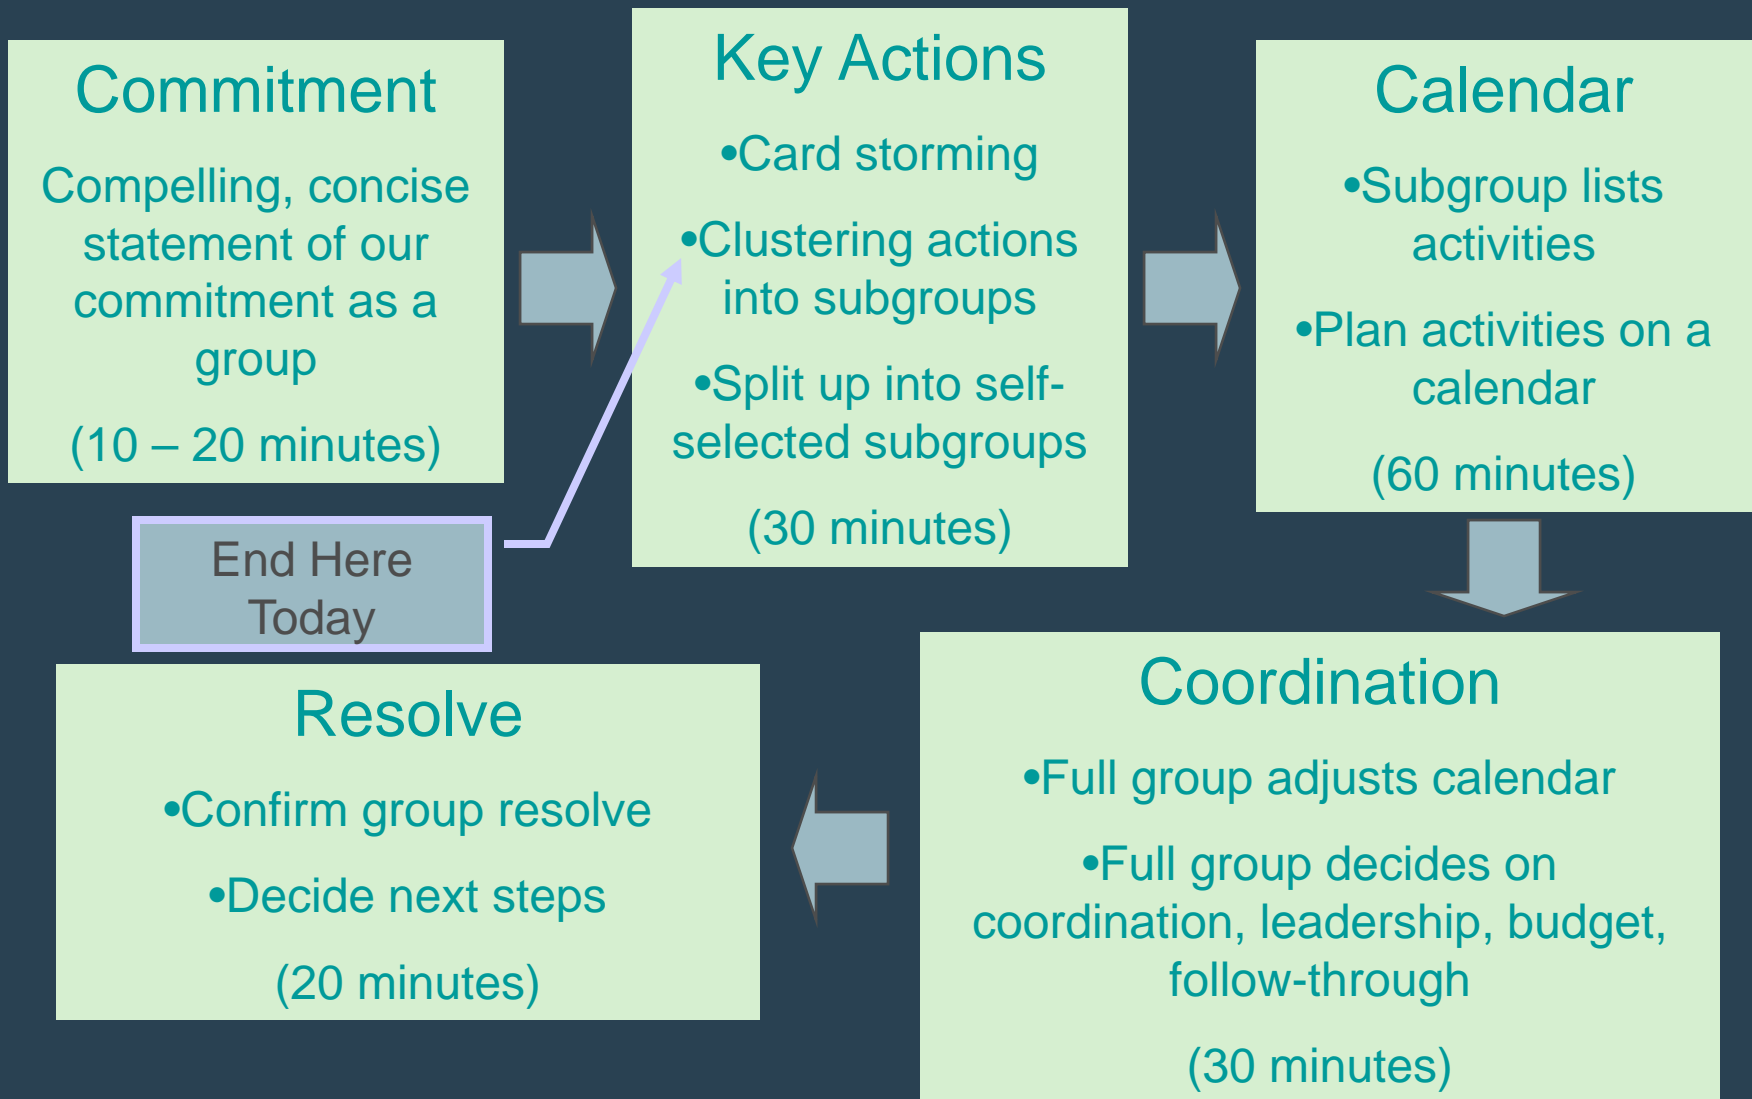 Commitment
Compelling, concise
statement of our
commitment as a
group
(10 – 20 minutes)
Key Actions
•Card storming
•Clustering actions
into subgroups
•Split up into self-
selected subgroups
(30 minutes)
Calendar
•Subgroup lists
activities
•Plan activities on a
calendar
(60 minutes)
End Here
Today
Resolve
•Confirm group resolve
•Decide next steps
(20 minutes)
Coordination
•Full group adjusts calendar
•Full group decides on
coordination, leadership, budget,
follow-through
(30 minutes)